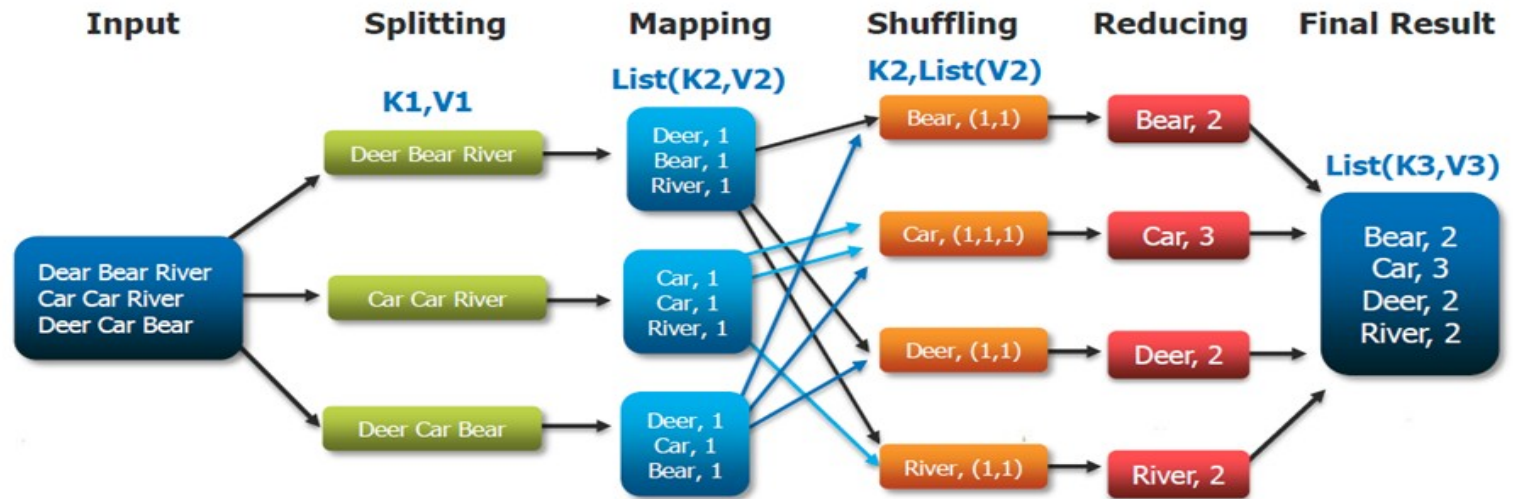 Input
Splitting
Mapping
Shuffling
Reducing
Final Result
K1,V1
List(K2,V2)
K2,List(V2)
List(K3,V3)
Dear Bear River
Car Car River
Deer Car Bear
Deer Bear River
Car Car River
Deer Car Bear
Deer, 1
Bear, 1
River, 1
Car, 1
Car, 1
River, 1
Deer, 1
Car, 1
Bear, 1
Bear, (1,1)
Car, (1,1,1)
Deer, (1,1)
River, (1,1)
Bear, 2
Car, 3
Deer, 2
River, 2
Bear, 2
Car, 3
Deer, 2
River, 2